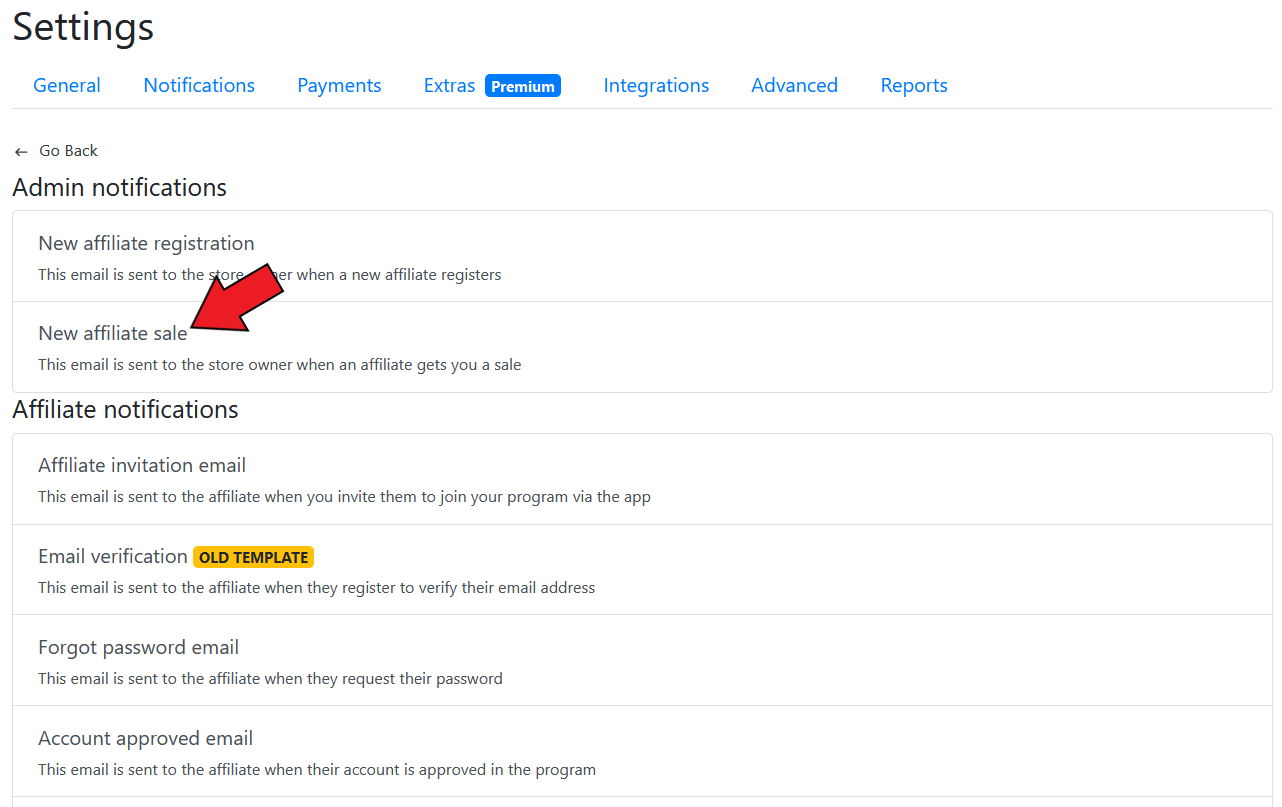 Settings
General Notifications Payments Extras Premium Integrations Advanced Reports
← Go Back
Admin notifications
New affiliate registration
This email is sent to the store owner when a new affiliate registers
New affiliate sale
This email is sent to the store owner when an affiliate gets you a sale
Affiliate notifications
Affiliate invitation email
This email is sent to the affiliate when you invite them to join your program via the app
Email verification OLD TEMPLATE
This email is sent to the affiliate when they register to verify their email address
Forgot password email
This email is sent to the affiliate when they request their password
Account approved email
This email is sent to the affiliate when their account is approved in the program